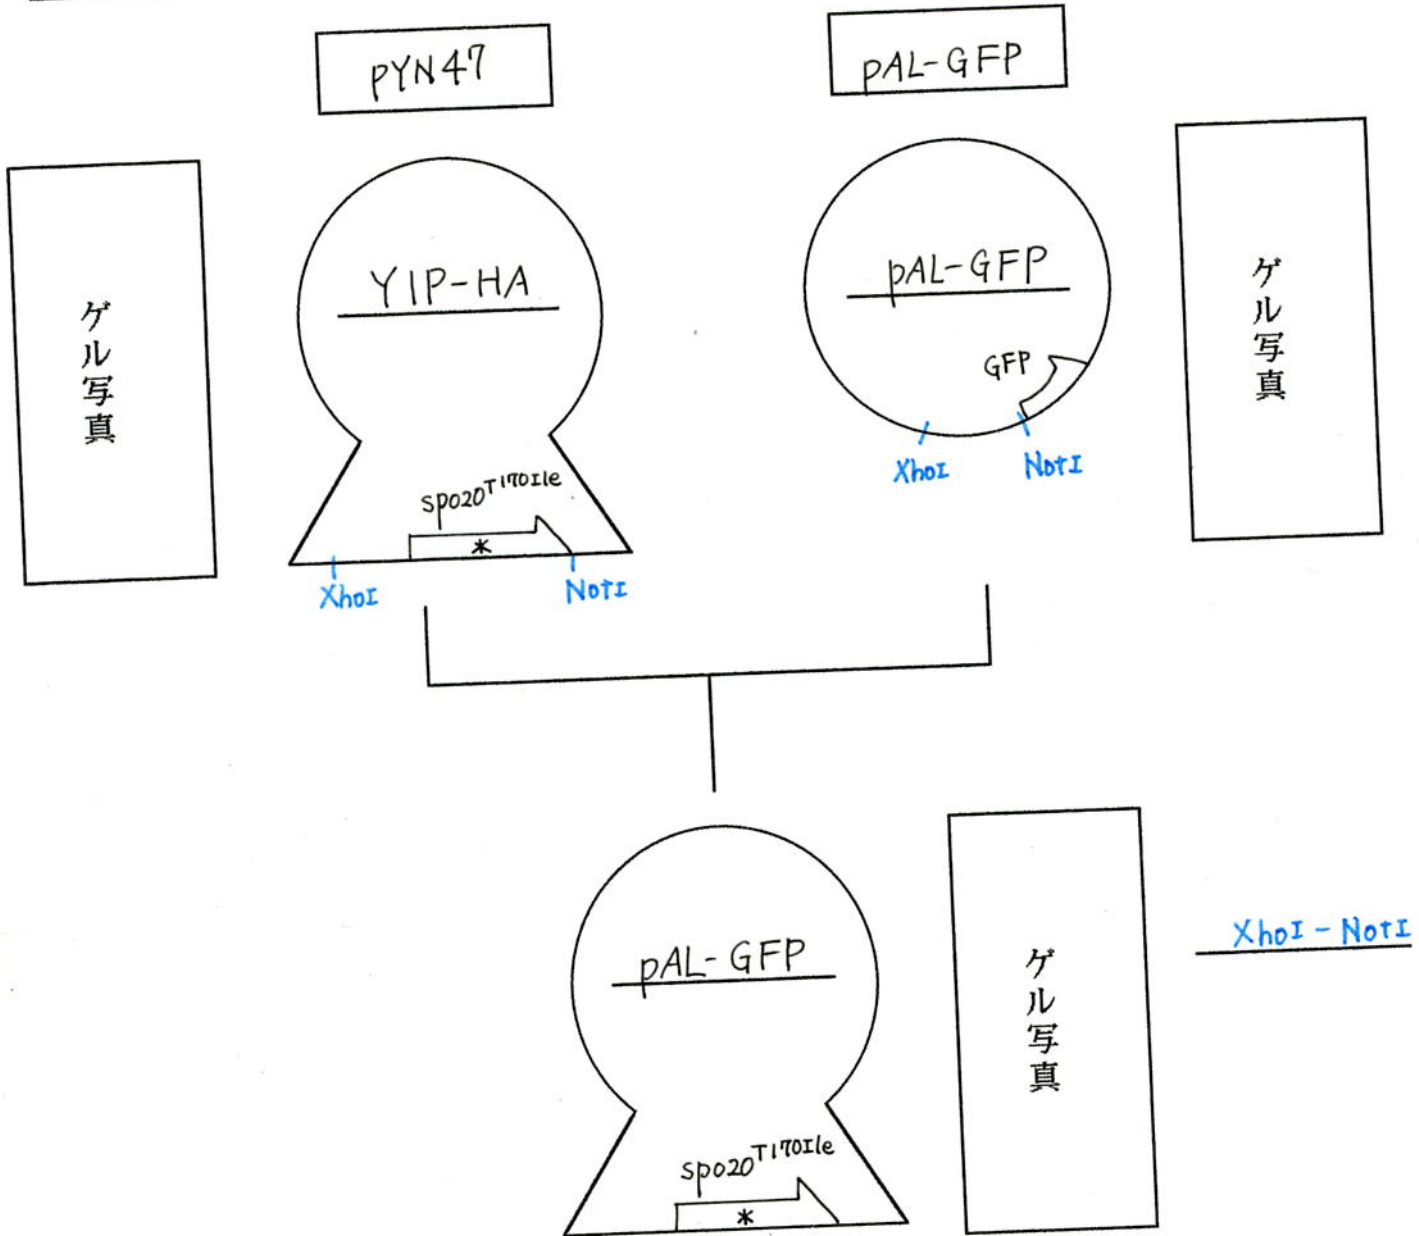 pYN47
pAL-GFP
ゲル写真
YIP-HA
pAL-GFP
GFP
XhoI
NotI
ゲル写真
spo20T170Ile
*
XhoI
NotI
pAL-GFP
ゲル写真
XhoI-NotI
spo20T170Ile
*